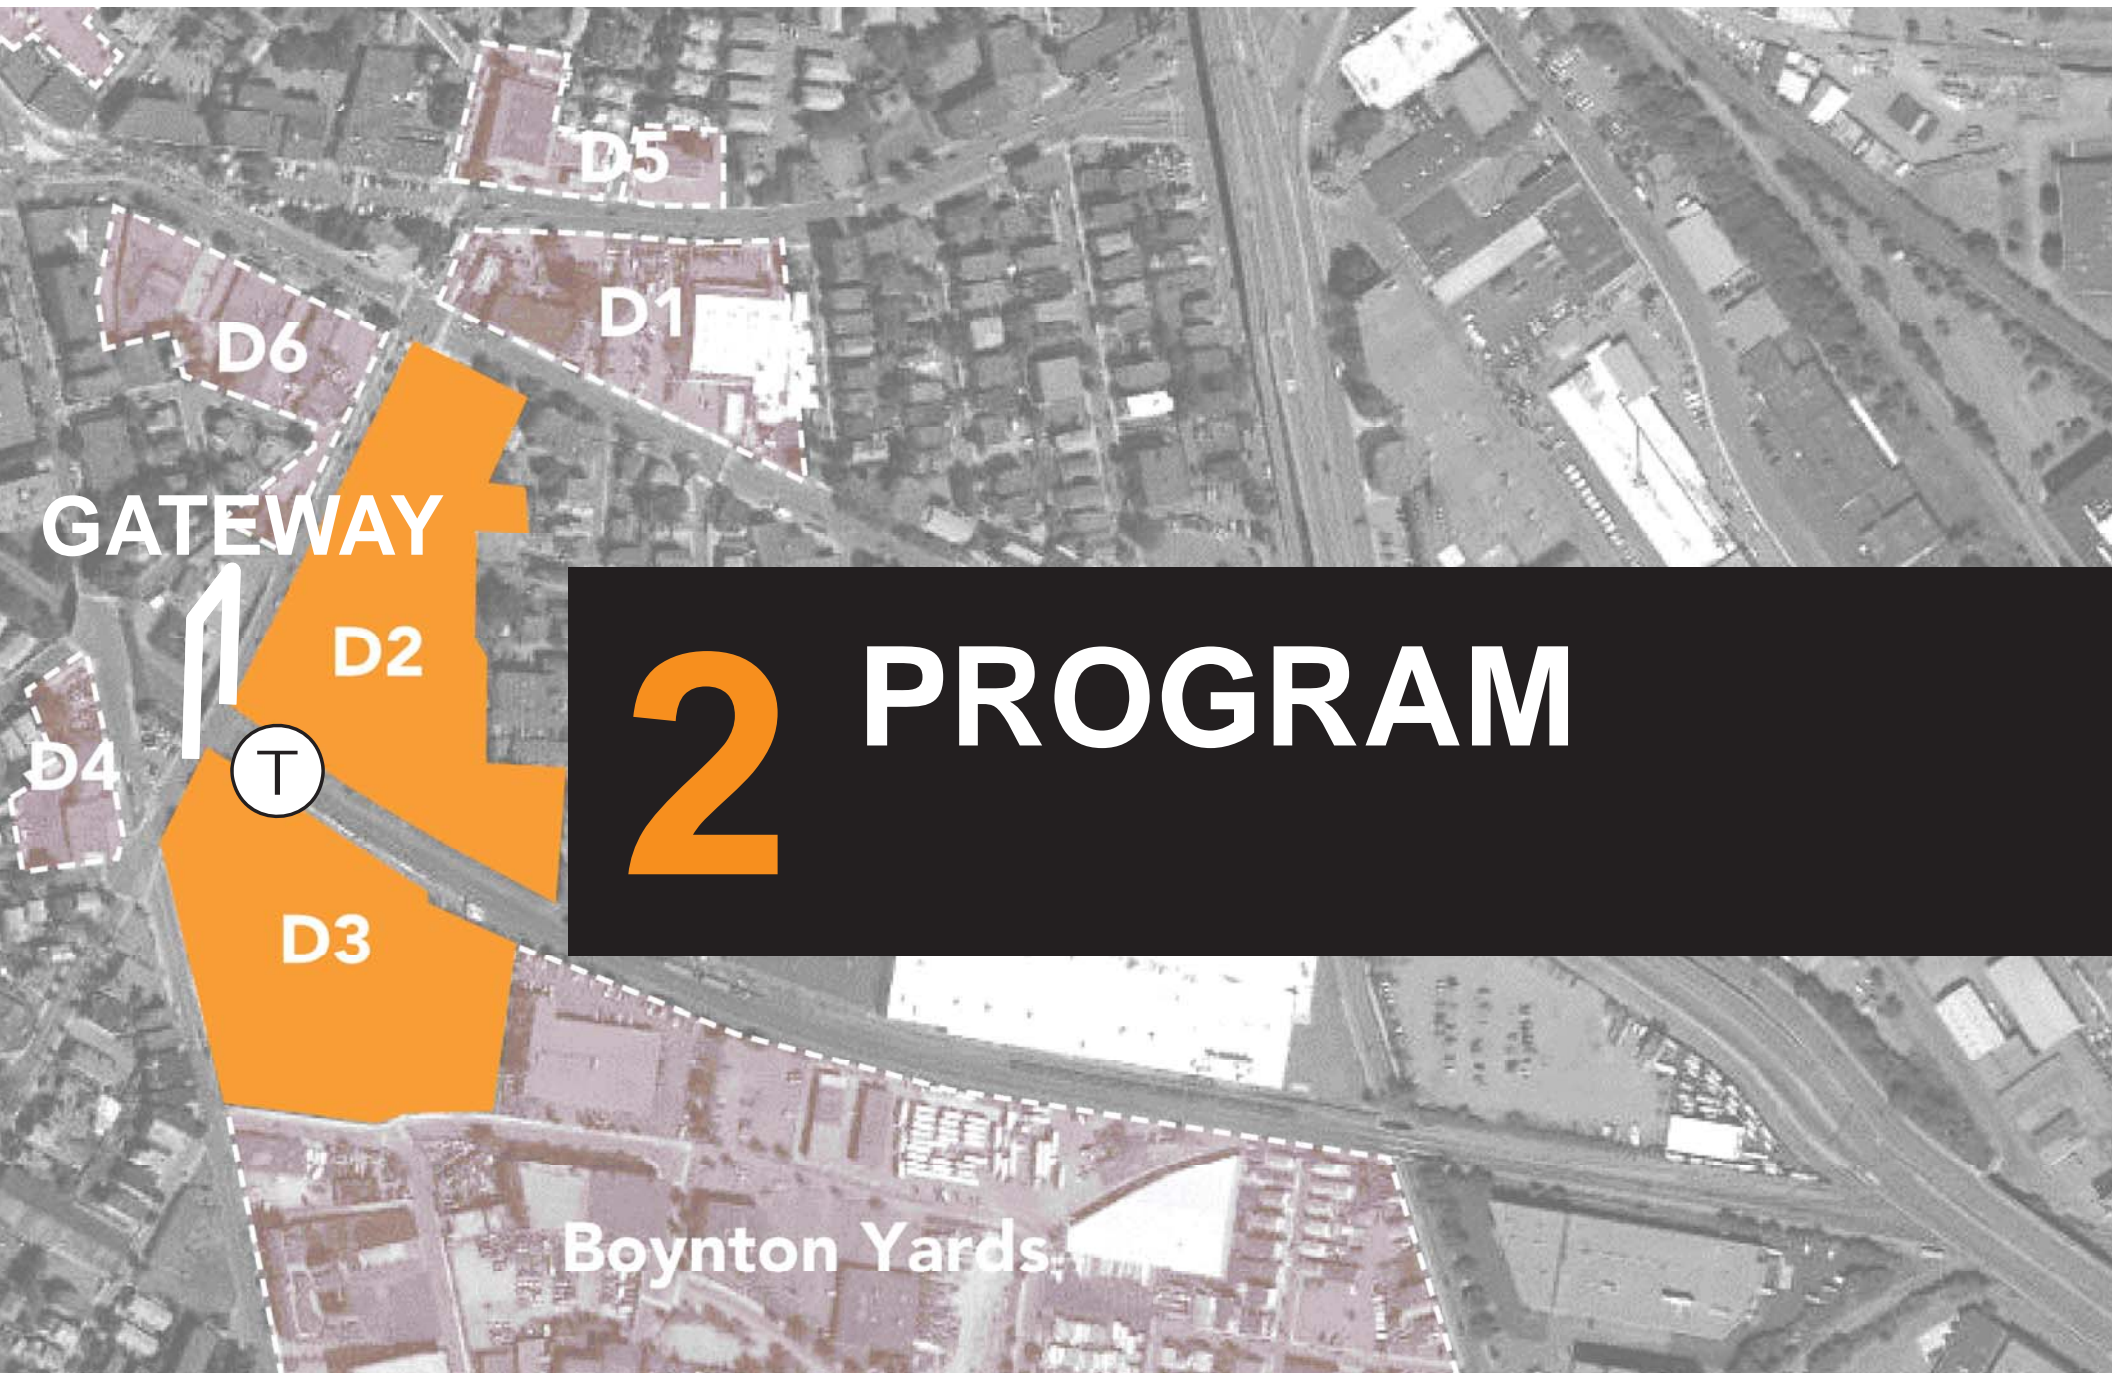 D5
D1
D6
GATEWAY
D2
2 PROGRAM
T
D4
D3
Boynton Yards